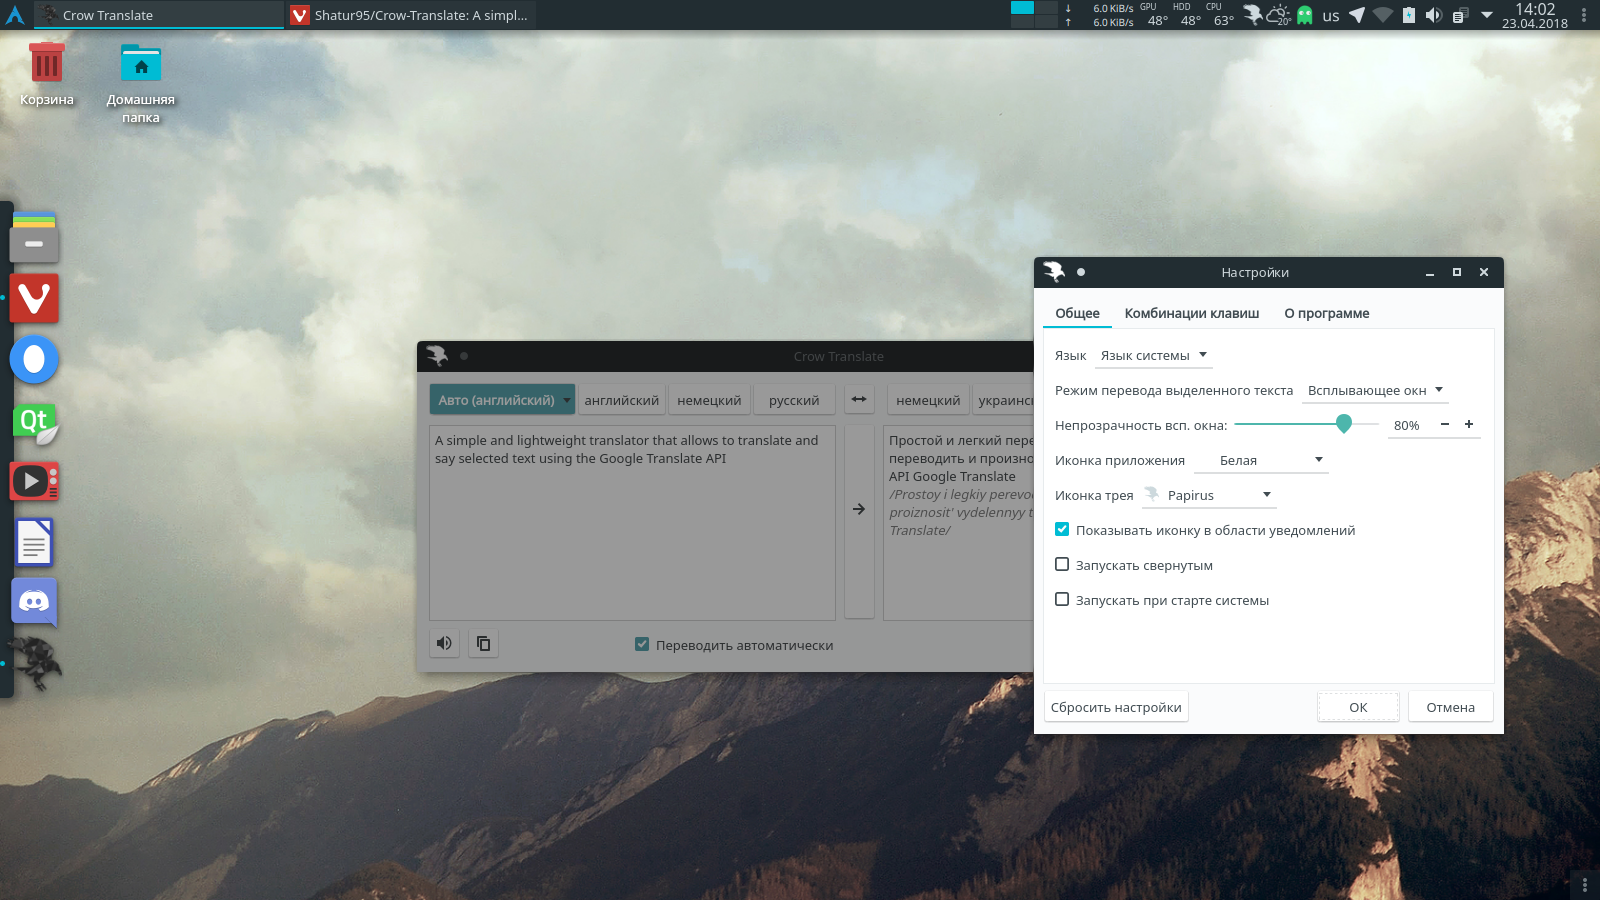 Crow Translate
Shatur95/Crow-Translate: A simpl...
↓ 6.0 KiB/s
↑ 6.0 KiB/s
GPU HDD CPU
48° 48° 63°
20°
us
14:02
23.04.2018
Корзина
Домашняя
папка
Qt
Crow Translate
Авто (английский)
английский
немецкий
русский
немецкий
A simple and lightweight translator that allows to translate and
say selected text using the Google Translate API
Простой и легкий
переводить и
API Google Translate
/Prostoy i legkiy
proiznosit' vydelennyy
Translate/
Переводить автоматически
Настройки
Общее
Комбинации клавиш
О программе
Язык Язык системы
Режим перевода выделенного текста Всплывающее окн
Непрозрачность всп. окна: 80% − +
Иконка приложения Белая
Иконка трея Papirus
Показывать иконку в области уведомлений
Запускать свернутым
Запускать при старте системы
Сбросить настройки
ОК
Отмена